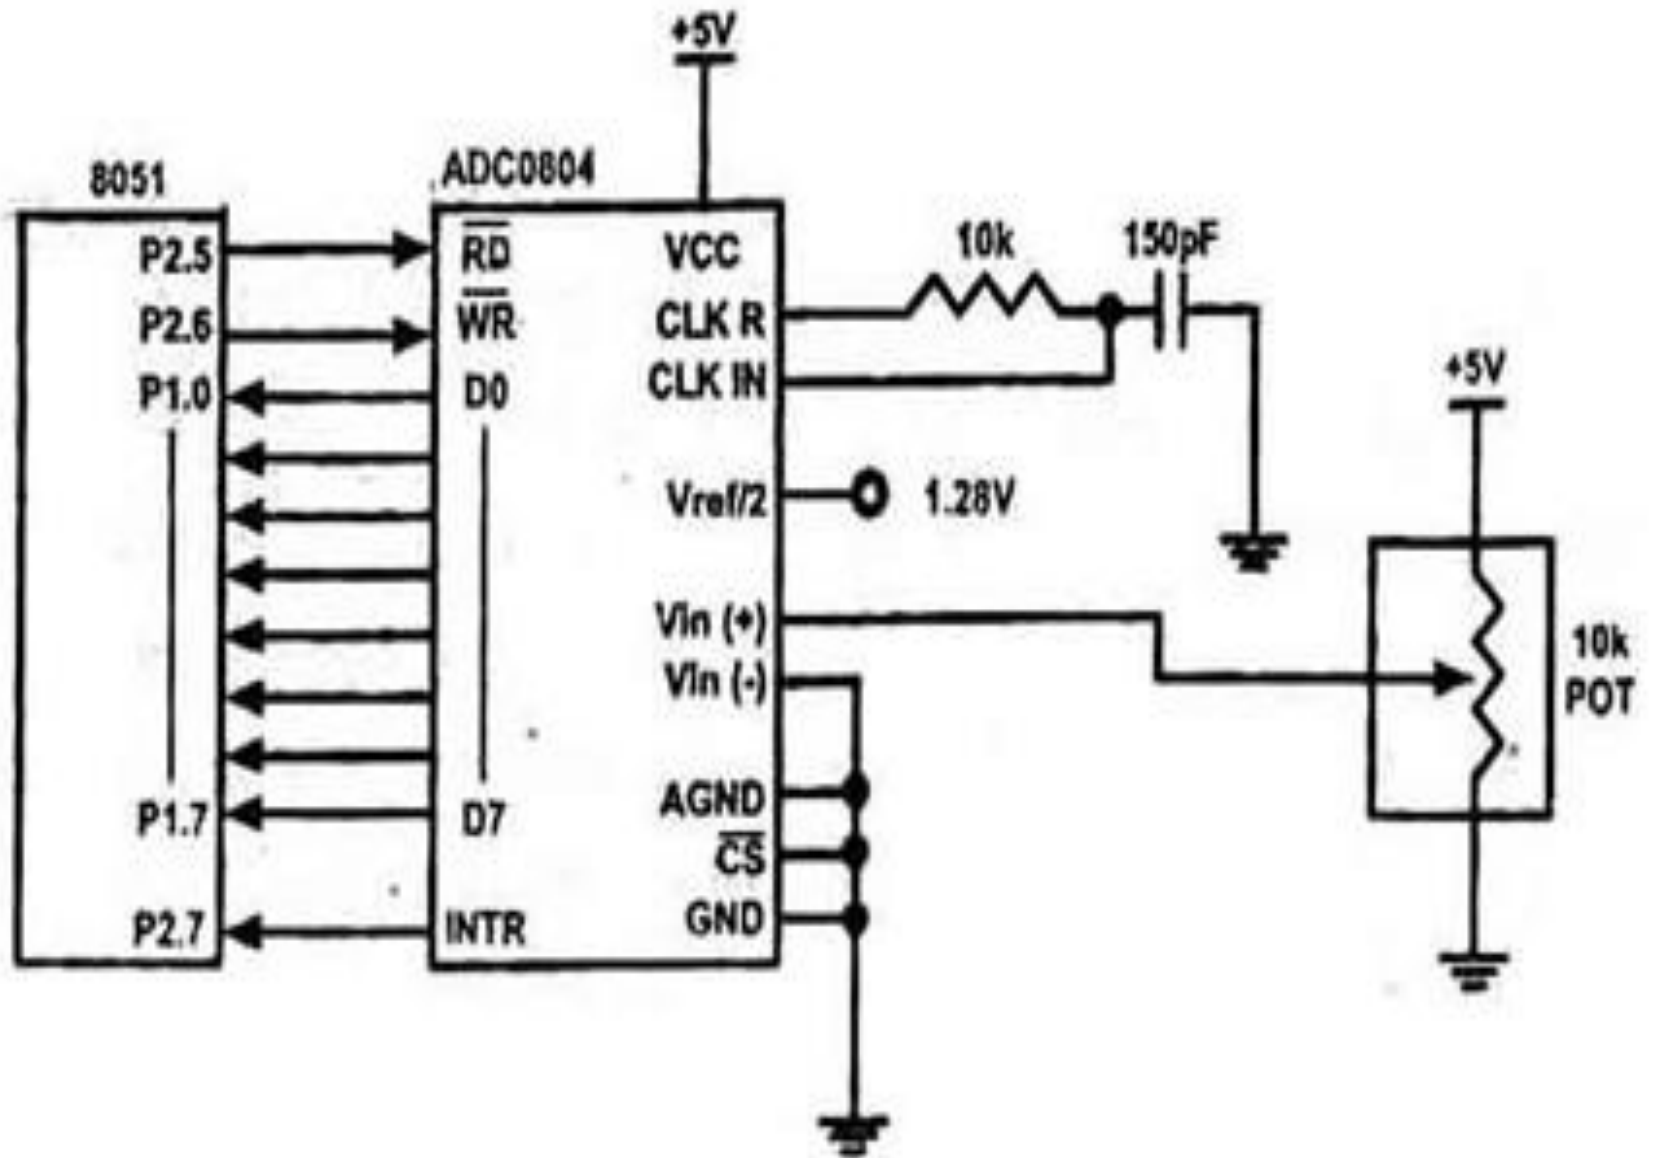 +5V
8051
ADC0804
P2.5
RD
VCC
P2.6
WR
CLK R
10k
150pF
P1.0
D0
CLK IN
+5V
Vref/2
1.28V
Vin (+)
Vin (-)
10k
POT
P1.7
D7
AGND
CS
GND
P2.7
INTR